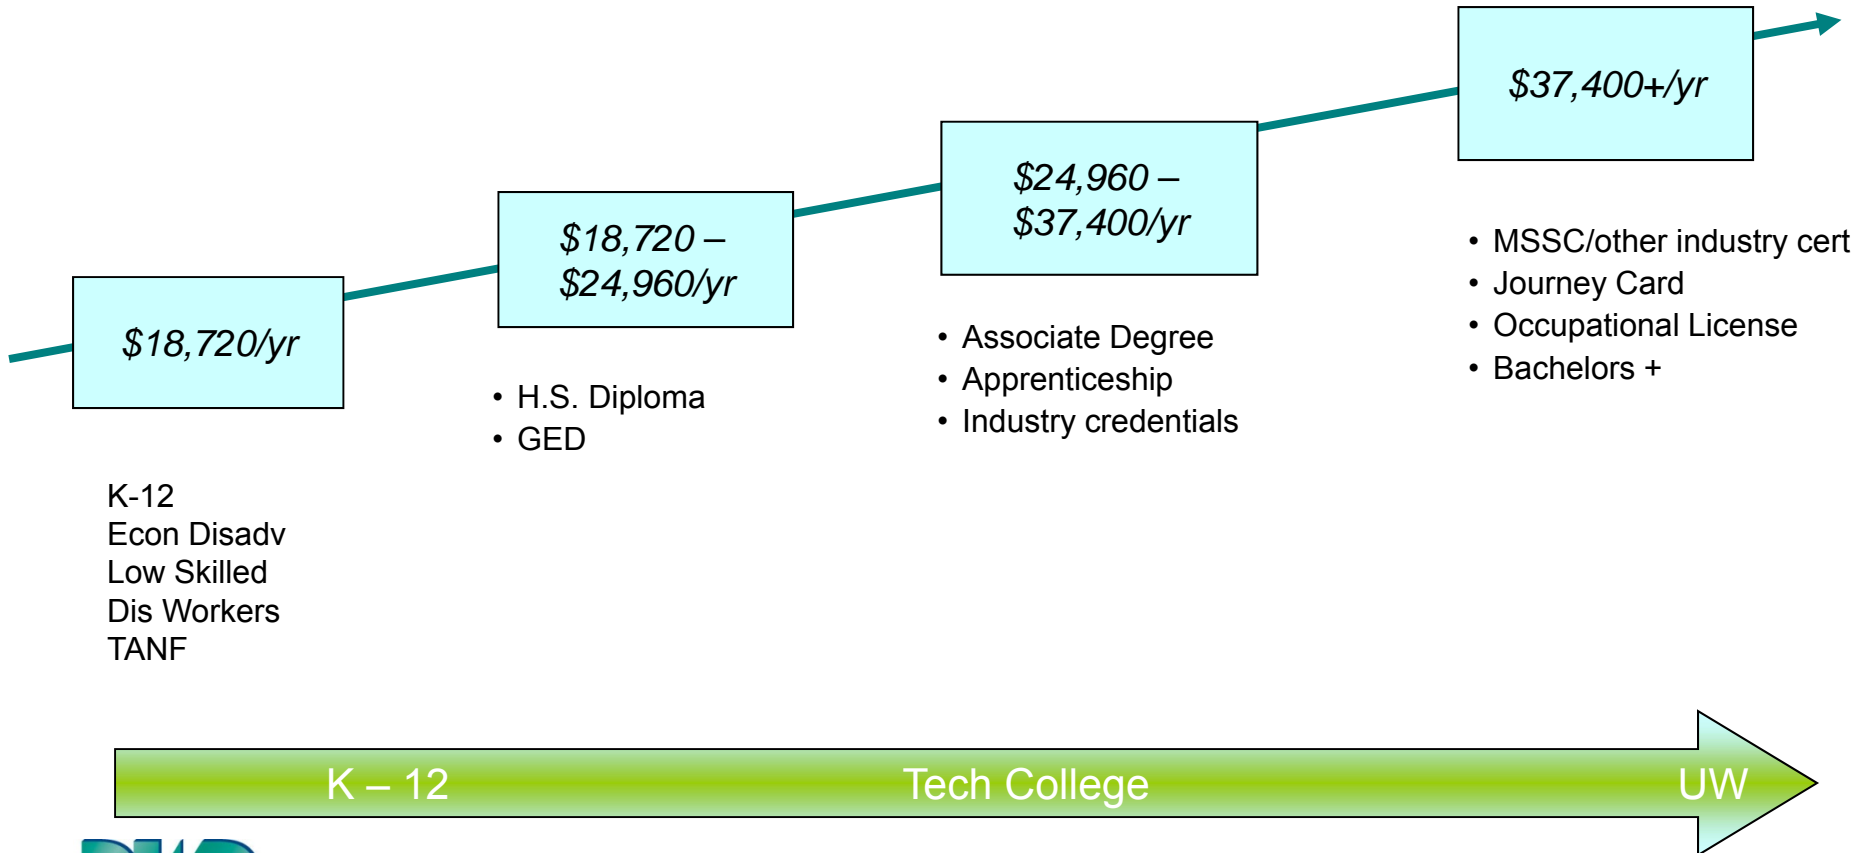 $18,720/yr
K-12
Econ Disadv
Low Skilled
Dis Workers
TANF
$18,720 –
$24,960/yr
• H.S. Diploma
• GED
$24,960 –
$37,400/yr
• Associate Degree
• Apprenticeship
• Industry credentials
$37,400+/yr
• MSSC/other industry cert
• Journey Card
• Occupational License
• Bachelors +
K – 12
Tech College
UW